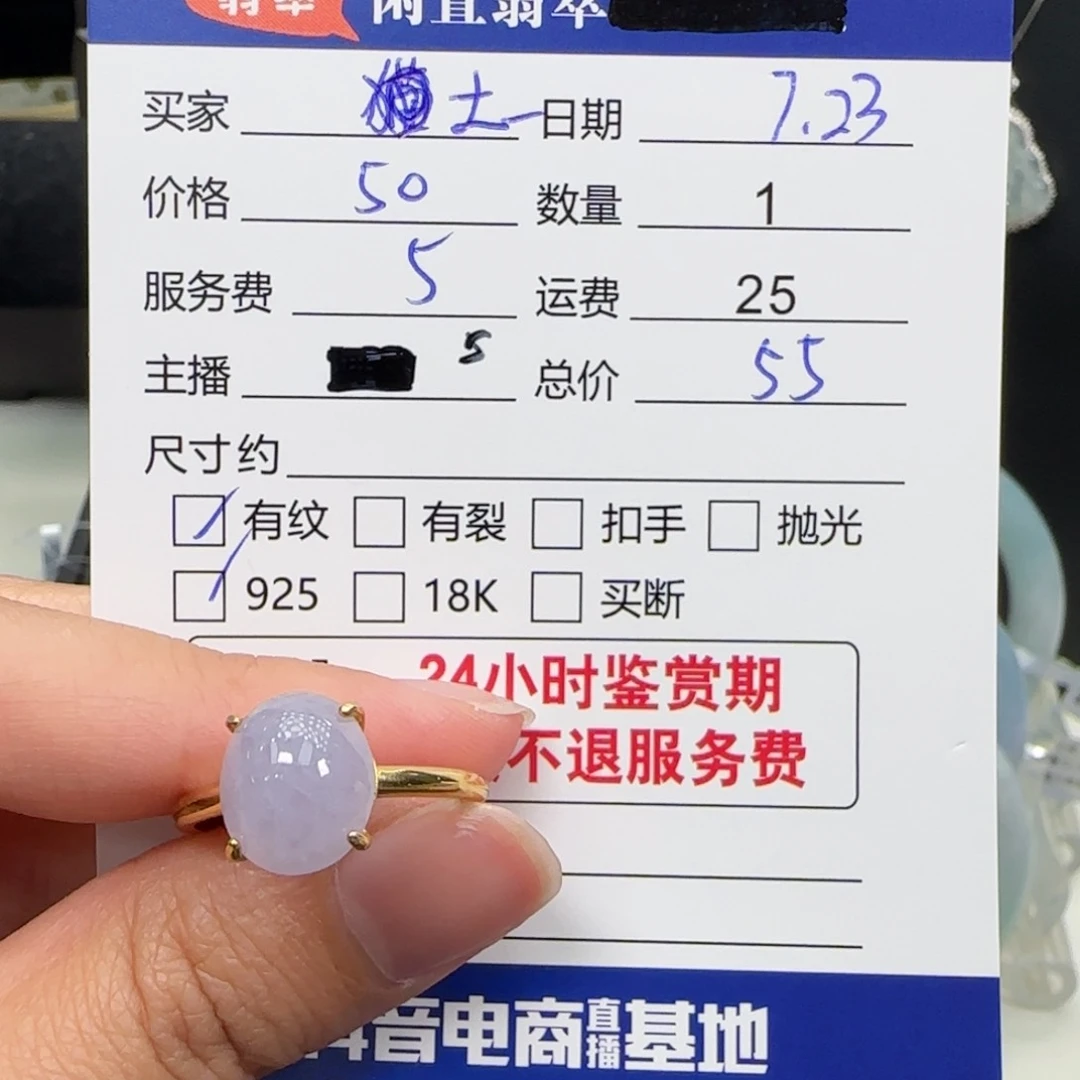 翡翠 闲置翡翠
买家 土 日期 7.23
价格 50 数量 1
服务费 5 运费 25
主播 5 总价 55
尺寸约
有纹 有裂 扣手 抛光
925 18K 买断
24小时鉴赏期
不退服务费
抖音电商直播基地